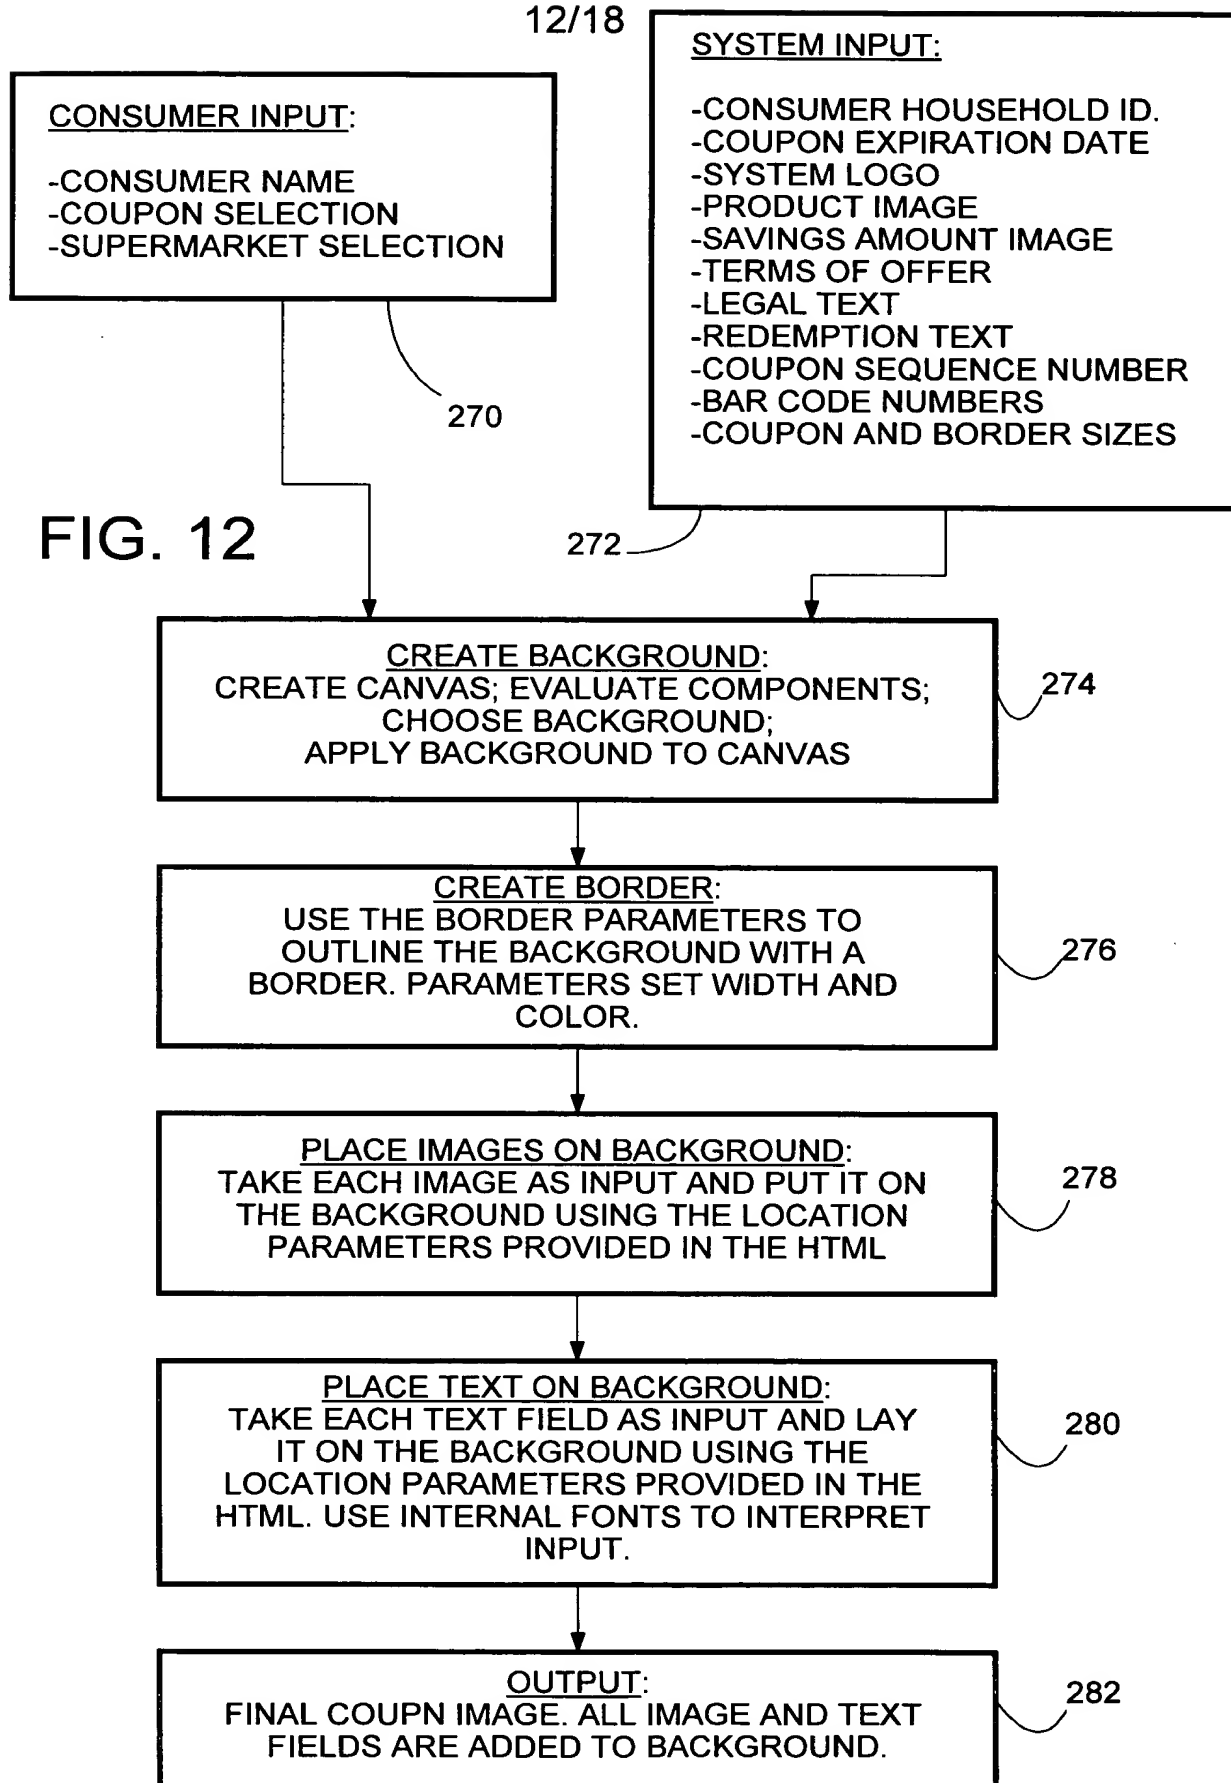 12/18
CONSUMER INPUT:
-CONSUMER NAME
-COUPON SELECTION
-SUPERMARKET SELECTION
270
SYSTEM INPUT:
-CONSUMER HOUSEHOLD ID.
-COUPON EXPIRATION DATE
-SYSTEM LOGO
-PRODUCT IMAGE
-SAVINGS AMOUNT IMAGE
-TERMS OF OFFER
-LEGAL TEXT
-REDEMPTION TEXT
-COUPON SEQUENCE NUMBER
-BAR CODE NUMBERS
-COUPON AND BORDER SIZES
272
FIG. 12
CREATE BACKGROUND:
CREATE CANVAS; EVALUATE COMPONENTS;
CHOOSE BACKGROUND;
APPLY BACKGROUND TO CANVAS
274
CREATE BORDER:
USE THE BORDER PARAMETERS TO
OUTLINE THE BACKGROUND WITH A
BORDER. PARAMETERS SET WIDTH AND
COLOR.
276
PLACE IMAGES ON BACKGROUND:
TAKE EACH IMAGE AS INPUT AND PUT IT ON
THE BACKGROUND USING THE LOCATION
PARAMETERS PROVIDED IN THE HTML
278
PLACE TEXT ON BACKGROUND:
TAKE EACH TEXT FIELD AS INPUT AND LAY
IT ON THE BACKGROUND USING THE
LOCATION PARAMETERS PROVIDED IN THE
HTML. USE INTERNAL FONTS TO INTERPRET
INPUT.
280
OUTPUT:
FINAL COUPN IMAGE. ALL IMAGE AND TEXT
FIELDS ARE ADDED TO BACKGROUND.
282